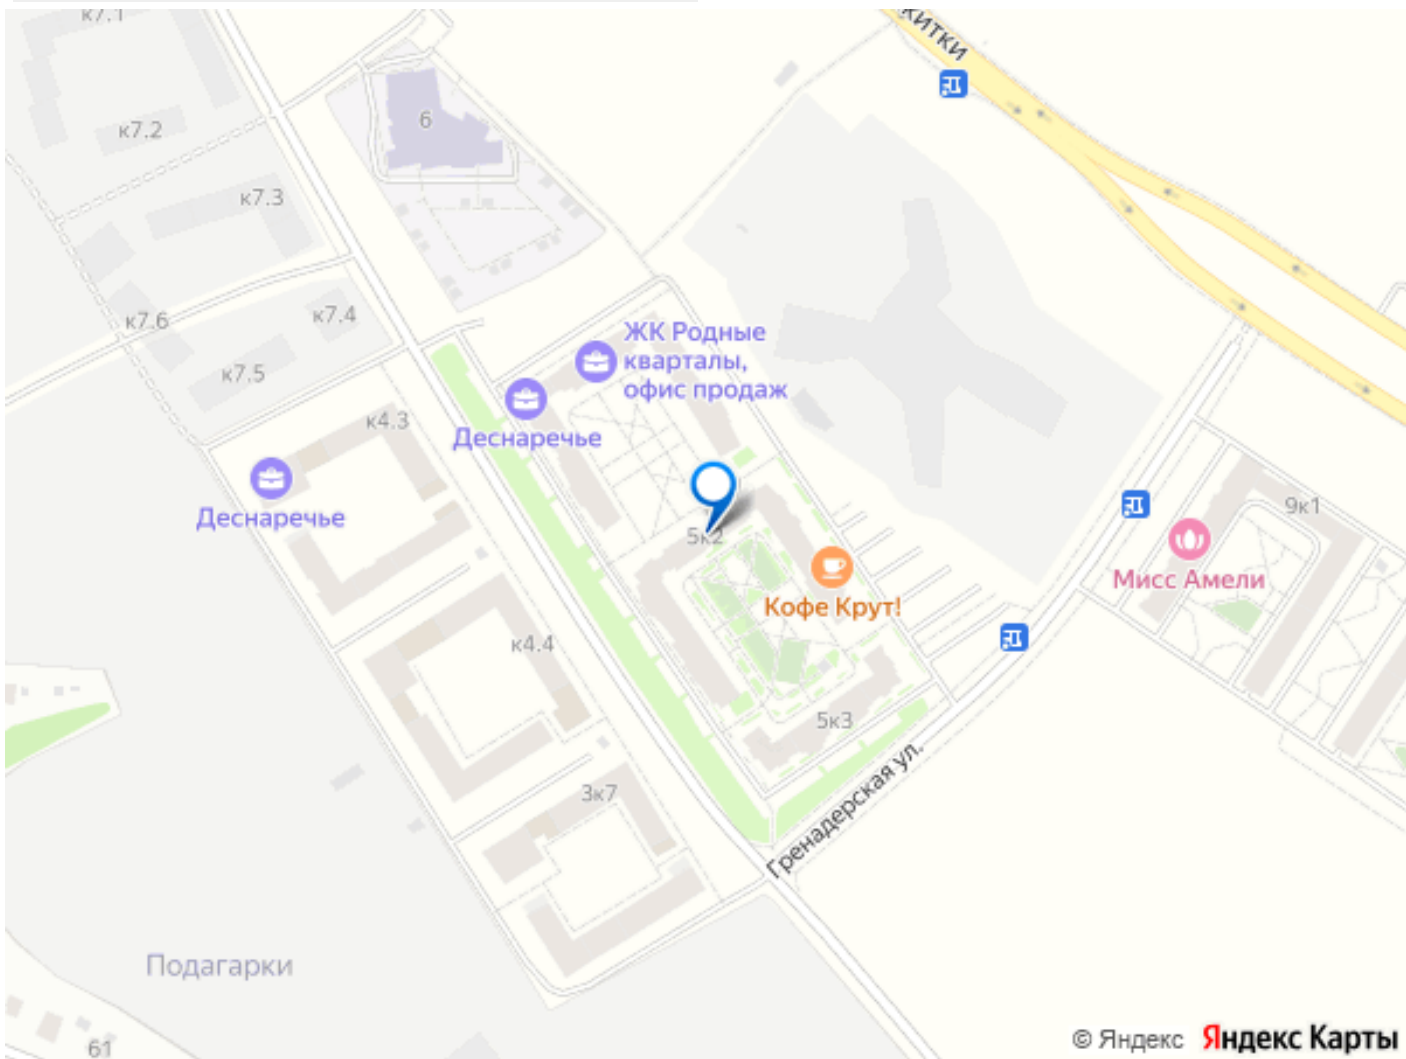 к7.1
китки
к7.2
6
к7.3
к7.6
к7.4
ЖК Родные
кварталы,
офис продаж
к7.5
к4.3
Деснаречье
Деснаречье
5к2
9к1
Мисс Амели
Кофе Крут!
к4.4
5к3
Гренадерская ул.
3к7
Подагарки
61
© Яндекс Яндекс Карты